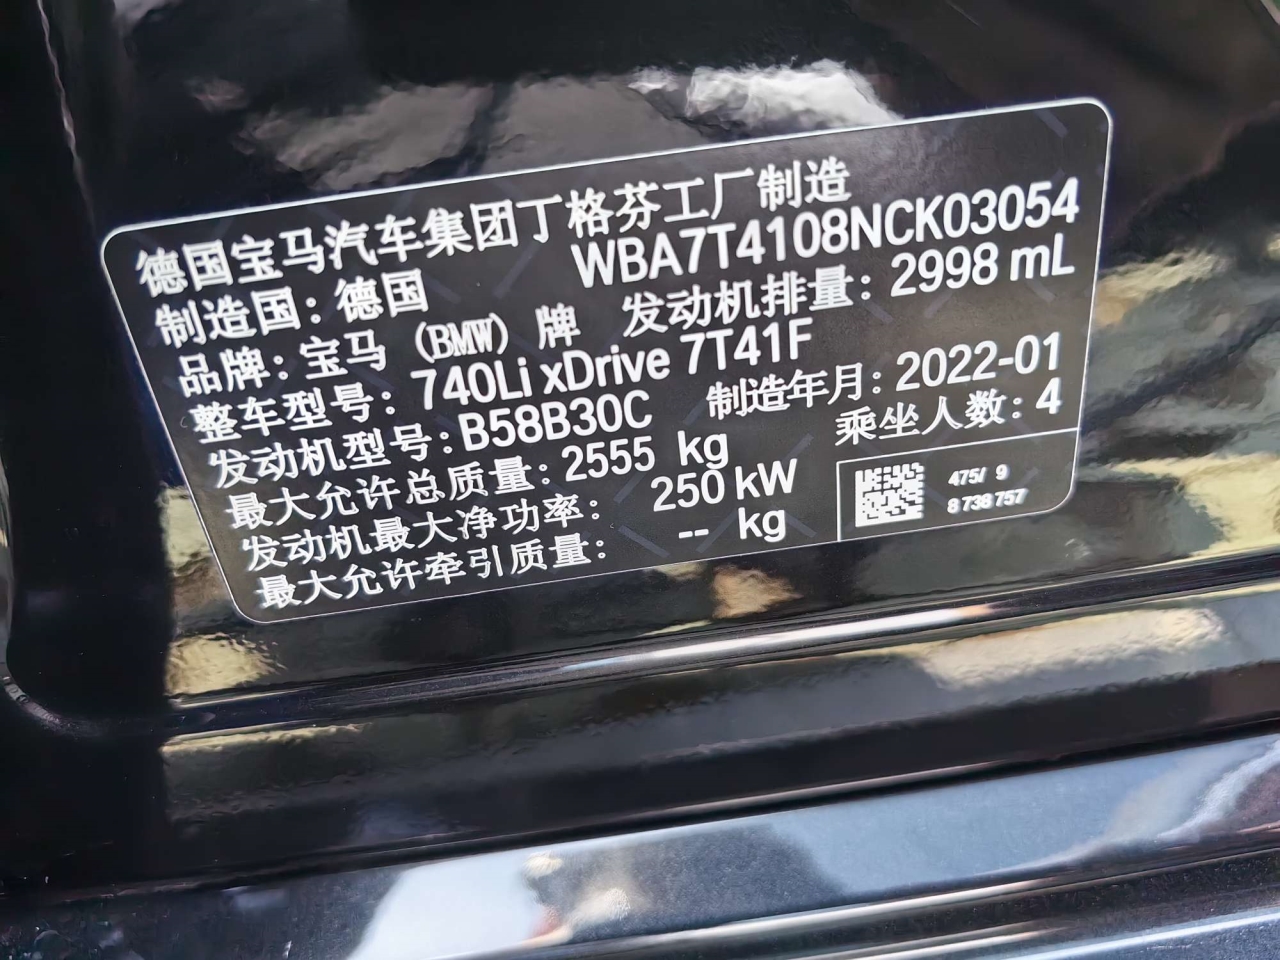 德国宝马汽车集团丁格芬工厂制造
制造国：德国 WBA7T4108NCK03054
品牌：宝马（BMW）牌 发动机排量：2998 mL
整车型号：740Li xDrive 7T41F
发动机型号：B58B30C 制造年月：2022-01
最大允许总质量：2555 kg 乘坐人数：4
发动机最大净功率： 250 kW
最大允许牵引质量： -- kg
475/ 9
8 738 757